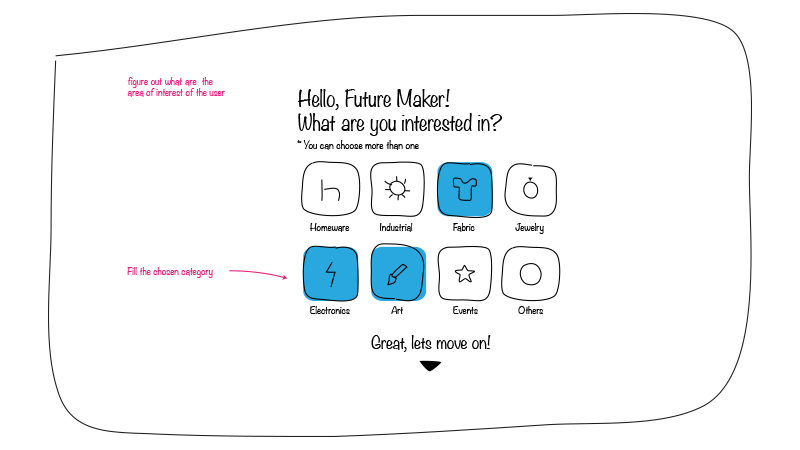 figure out what are the
area of interest of the user
Hello, Future Maker!
What are you interested in?
* You can choose more than one
Homeware Industrial Fabric Jewelry
Fill the chosen category
Electronics Art Events Others
Great, lets move on!